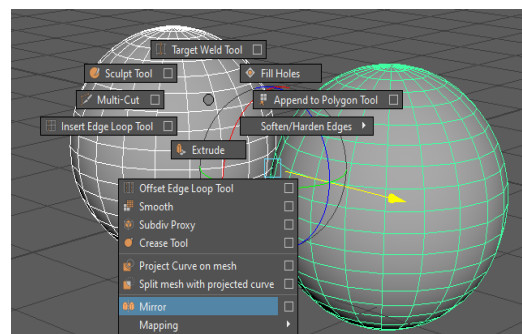 Target Weld Tool
Sculpt Tool
Fill Holes
Multi-Cut
Append to Polygon Tool
Insert Edge Loop Tool
Soften/Harden Edges
Extrude
Offset Edge Loop Tool
Smooth
Subdiv Proxy
Crease Tool
Project Curve on mesh
Split mesh with projected curve
Mirror
Mapping